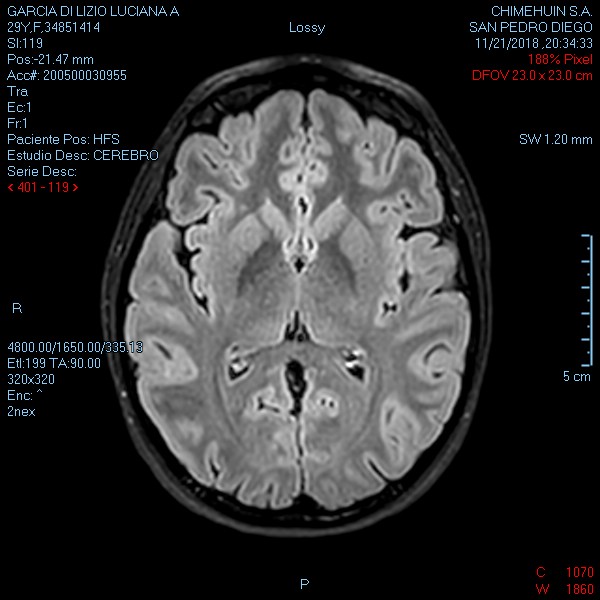 GARCIA DI LIZIO LUCIANA A
29Y,F,34851414
Sl:119
Pos:-21.47 mm
Acc#: 200500030955
Tra
Ec:1
Fr:1
Paciente Pos: HFS
Estudio Desc: CEREBRO
Serie Desc:
< 401 - 119 >
Lossy
CHIMEHUIN S.A.
SAN PEDRO DIEGO
11/21/2018 ,20:34:33
188% Pixel
DFOV 23.0 x 23.0 cm
SW 1.20 mm
R
4800.00/1650.00/335.13
Etl:199 TA:90.00
320x320
Enc: ^
2nex
5 cm
P
C 1070
W 1860